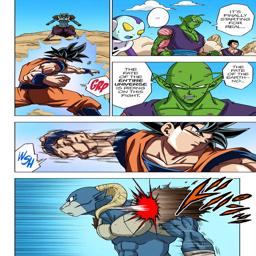 IT'S
FINALLY
STARTING
FOR
REAL...
GRP
THE FATE
OF THE
EARTH--
NO...
THE
FATE OF THE
ENTIRE
UNIVERSE
IS RIDING
ON THIS
FIGHT.
WSH